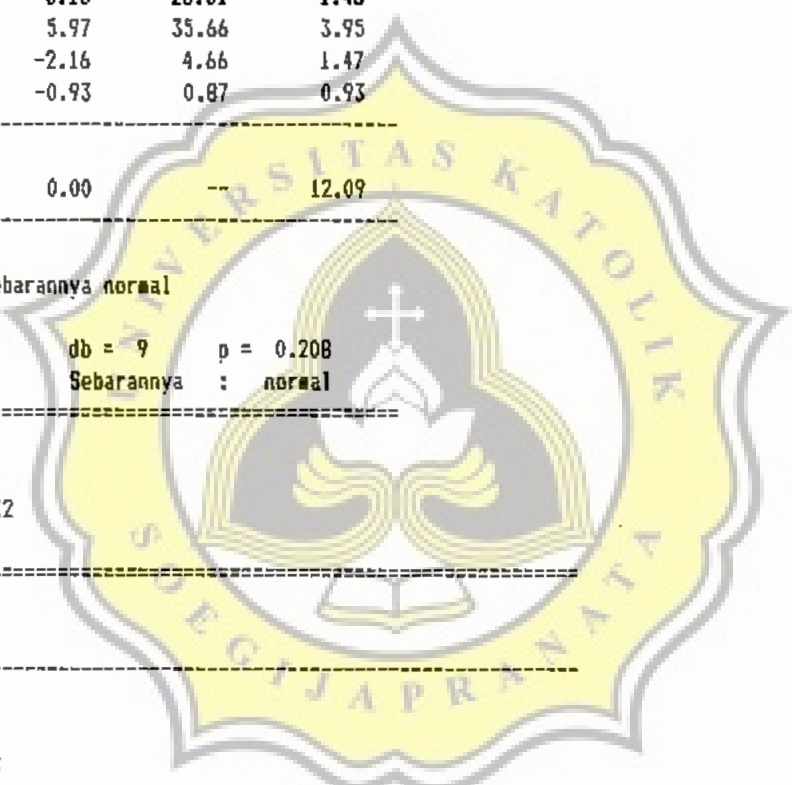 5.97 35.66 3.95
-2.16 4.66 1.47
-0.93 0.87 0.93
0.00 -- 12.09
ebarannya normal
db = 9 p = 0.208
Sebarannya : normal
UNIVERSITAS KATOLIK
SOEGIJAPRANATA